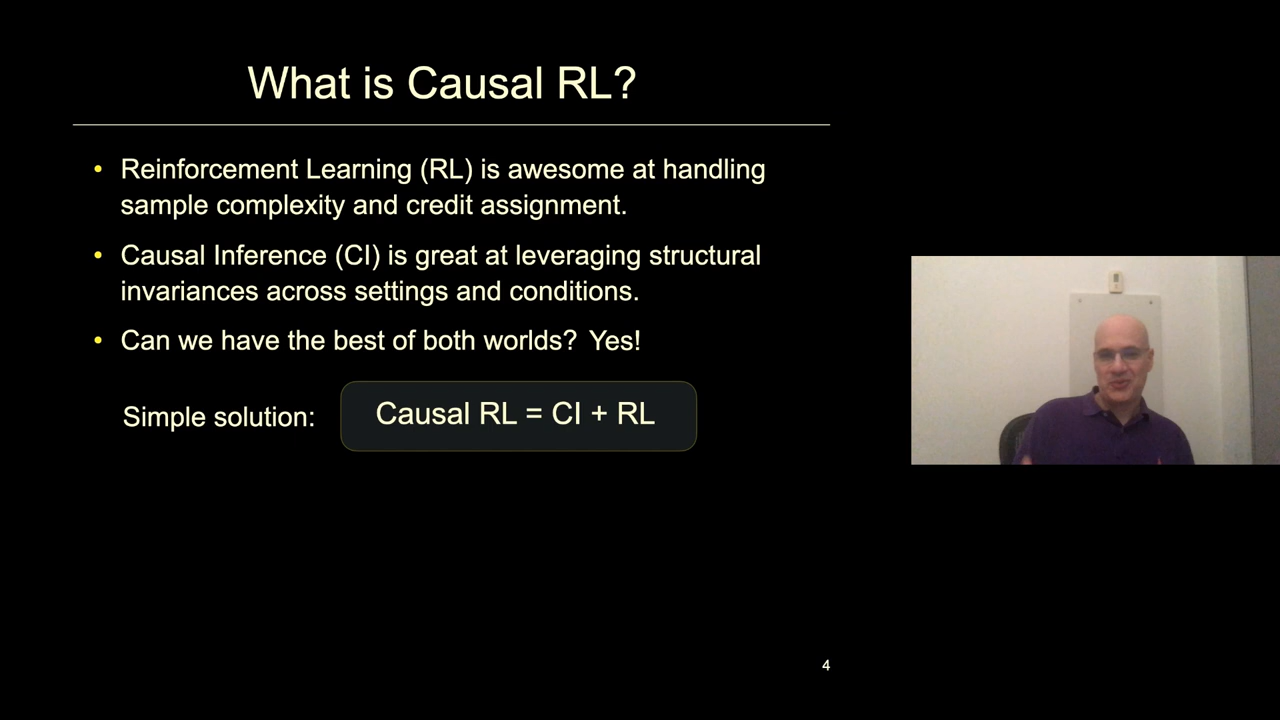 What is Causal RL?
• Reinforcement Learning (RL) is awesome at handling
sample complexity and credit assignment.
• Causal Inference (CI) is great at leveraging structural
invariances across settings and conditions.
• Can we have the best of both worlds? Yes!
Simple solution: Causal RL = CI + RL
4